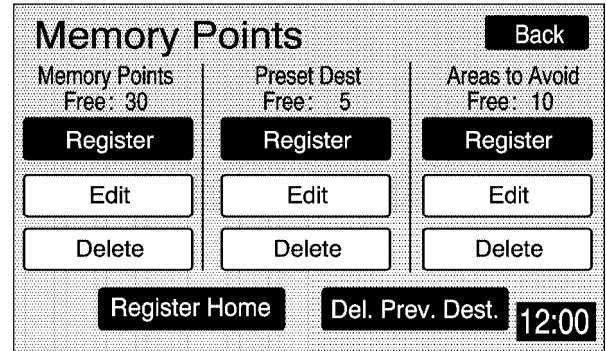 Memory Points Back
Memory Points Preset Dest Areas to Avoid
Free: 30 Free: 5 Free: 10
Register Register Register
Edit Edit Edit
Delete Delete Delete
Register Home Del. Prev. Dest. 12:00